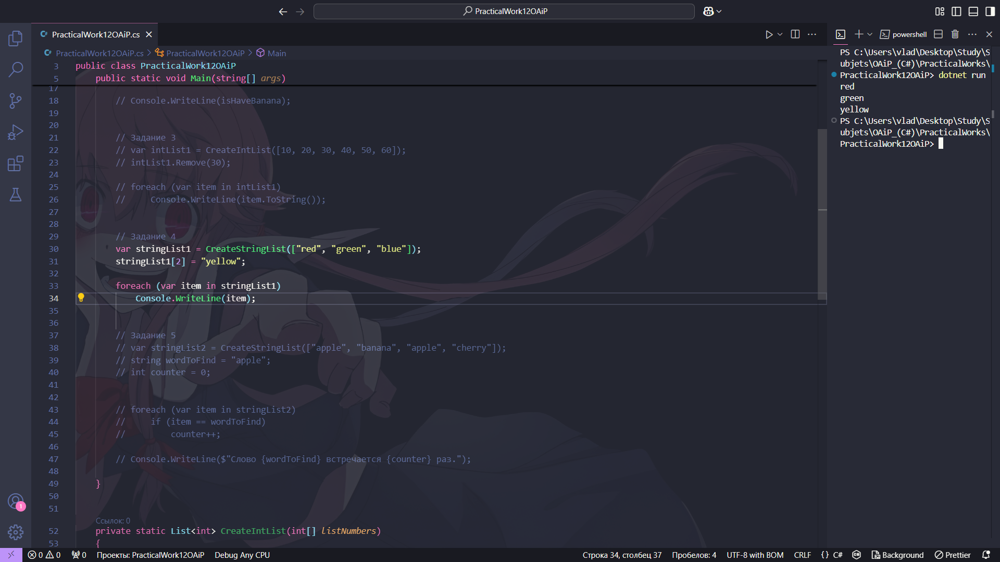 PracticalWork12OAiP
PracticalWork12OAiP.cs
PracticalWork12OAiP.cs > PracticalWork12OAiP > Main
3 public class PracticalWork12OAiP
5 public static void Main(string[] args)
17
18 // Console.WriteLine(isHaveBanana);
19
20
21 // Задание 3
22 // var intList1 = CreateIntList([10, 20, 30, 40, 50, 60]);
23 // intList1.Remove(30);
24
25 // foreach (var item in intList1)
26 //     Console.WriteLine(item.ToString());
27
28
29 // Задание 4
30 var stringList1 = CreateStringList(["red", "green", "blue"]);
31 stringList1[2] = "yellow";
32
33 foreach (var item in stringList1)
34     Console.WriteLine(item);
35
36
37 // Задание 5
38 // var stringList2 = CreateStringList(["apple", "banana", "apple", "cherry"]);
39 // string wordToFind = "apple";
40 // int counter = 0;
41
42
43 // foreach (var item in stringList2)
44 //     if (item == wordToFind)
45 //         counter++;
46
47 // Console.WriteLine($"Слово {wordToFind} встречается {counter} раз.");
48
49 }
50
51
Ссылок: 0
52 private static List<int> CreateIntList(int[] listNumbers)
53 {
powershell
PS C:\Users\vlad\Desktop\Study\S
ubjets\OAiP_(C#)\PracticalWorks\
PracticalWork12OAiP> dotnet run
red
green
yellow
PS C:\Users\vlad\Desktop\Study\S
ubjets\OAiP_(C#)\PracticalWorks\
PracticalWork12OAiP>
1
0 0 0 Проекты: PracticalWork12OAiP Debug Any CPU Строка 34, столбец 37 Пробелов: 4 UTF-8 with BOM CRLF {} C# Background Prettier